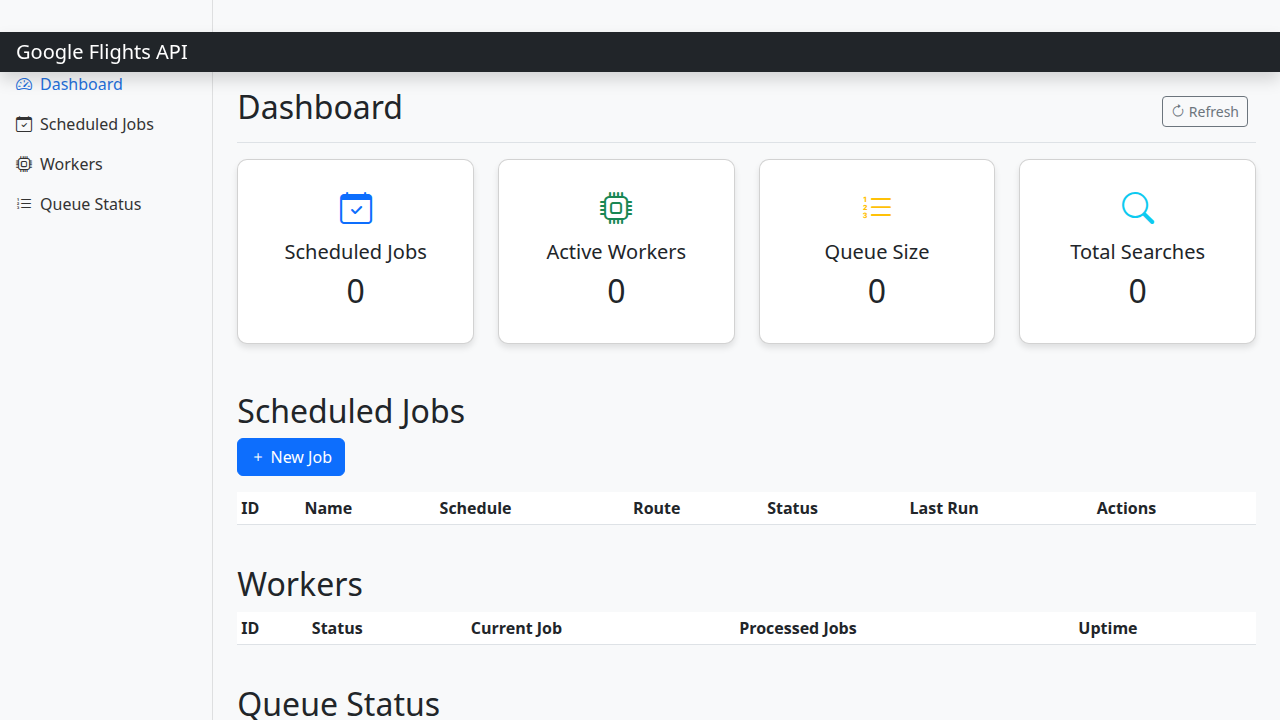 Google Flights API
Dashboard
Scheduled Jobs
Workers
Queue Status
Dashboard
Refresh
Scheduled Jobs
0
Active Workers
0
Queue Size
0
Total Searches
0
Scheduled Jobs
+ New Job
ID Name Schedule Route Status Last Run Actions
Workers
ID Status Current Job Processed Jobs Uptime
Queue Status